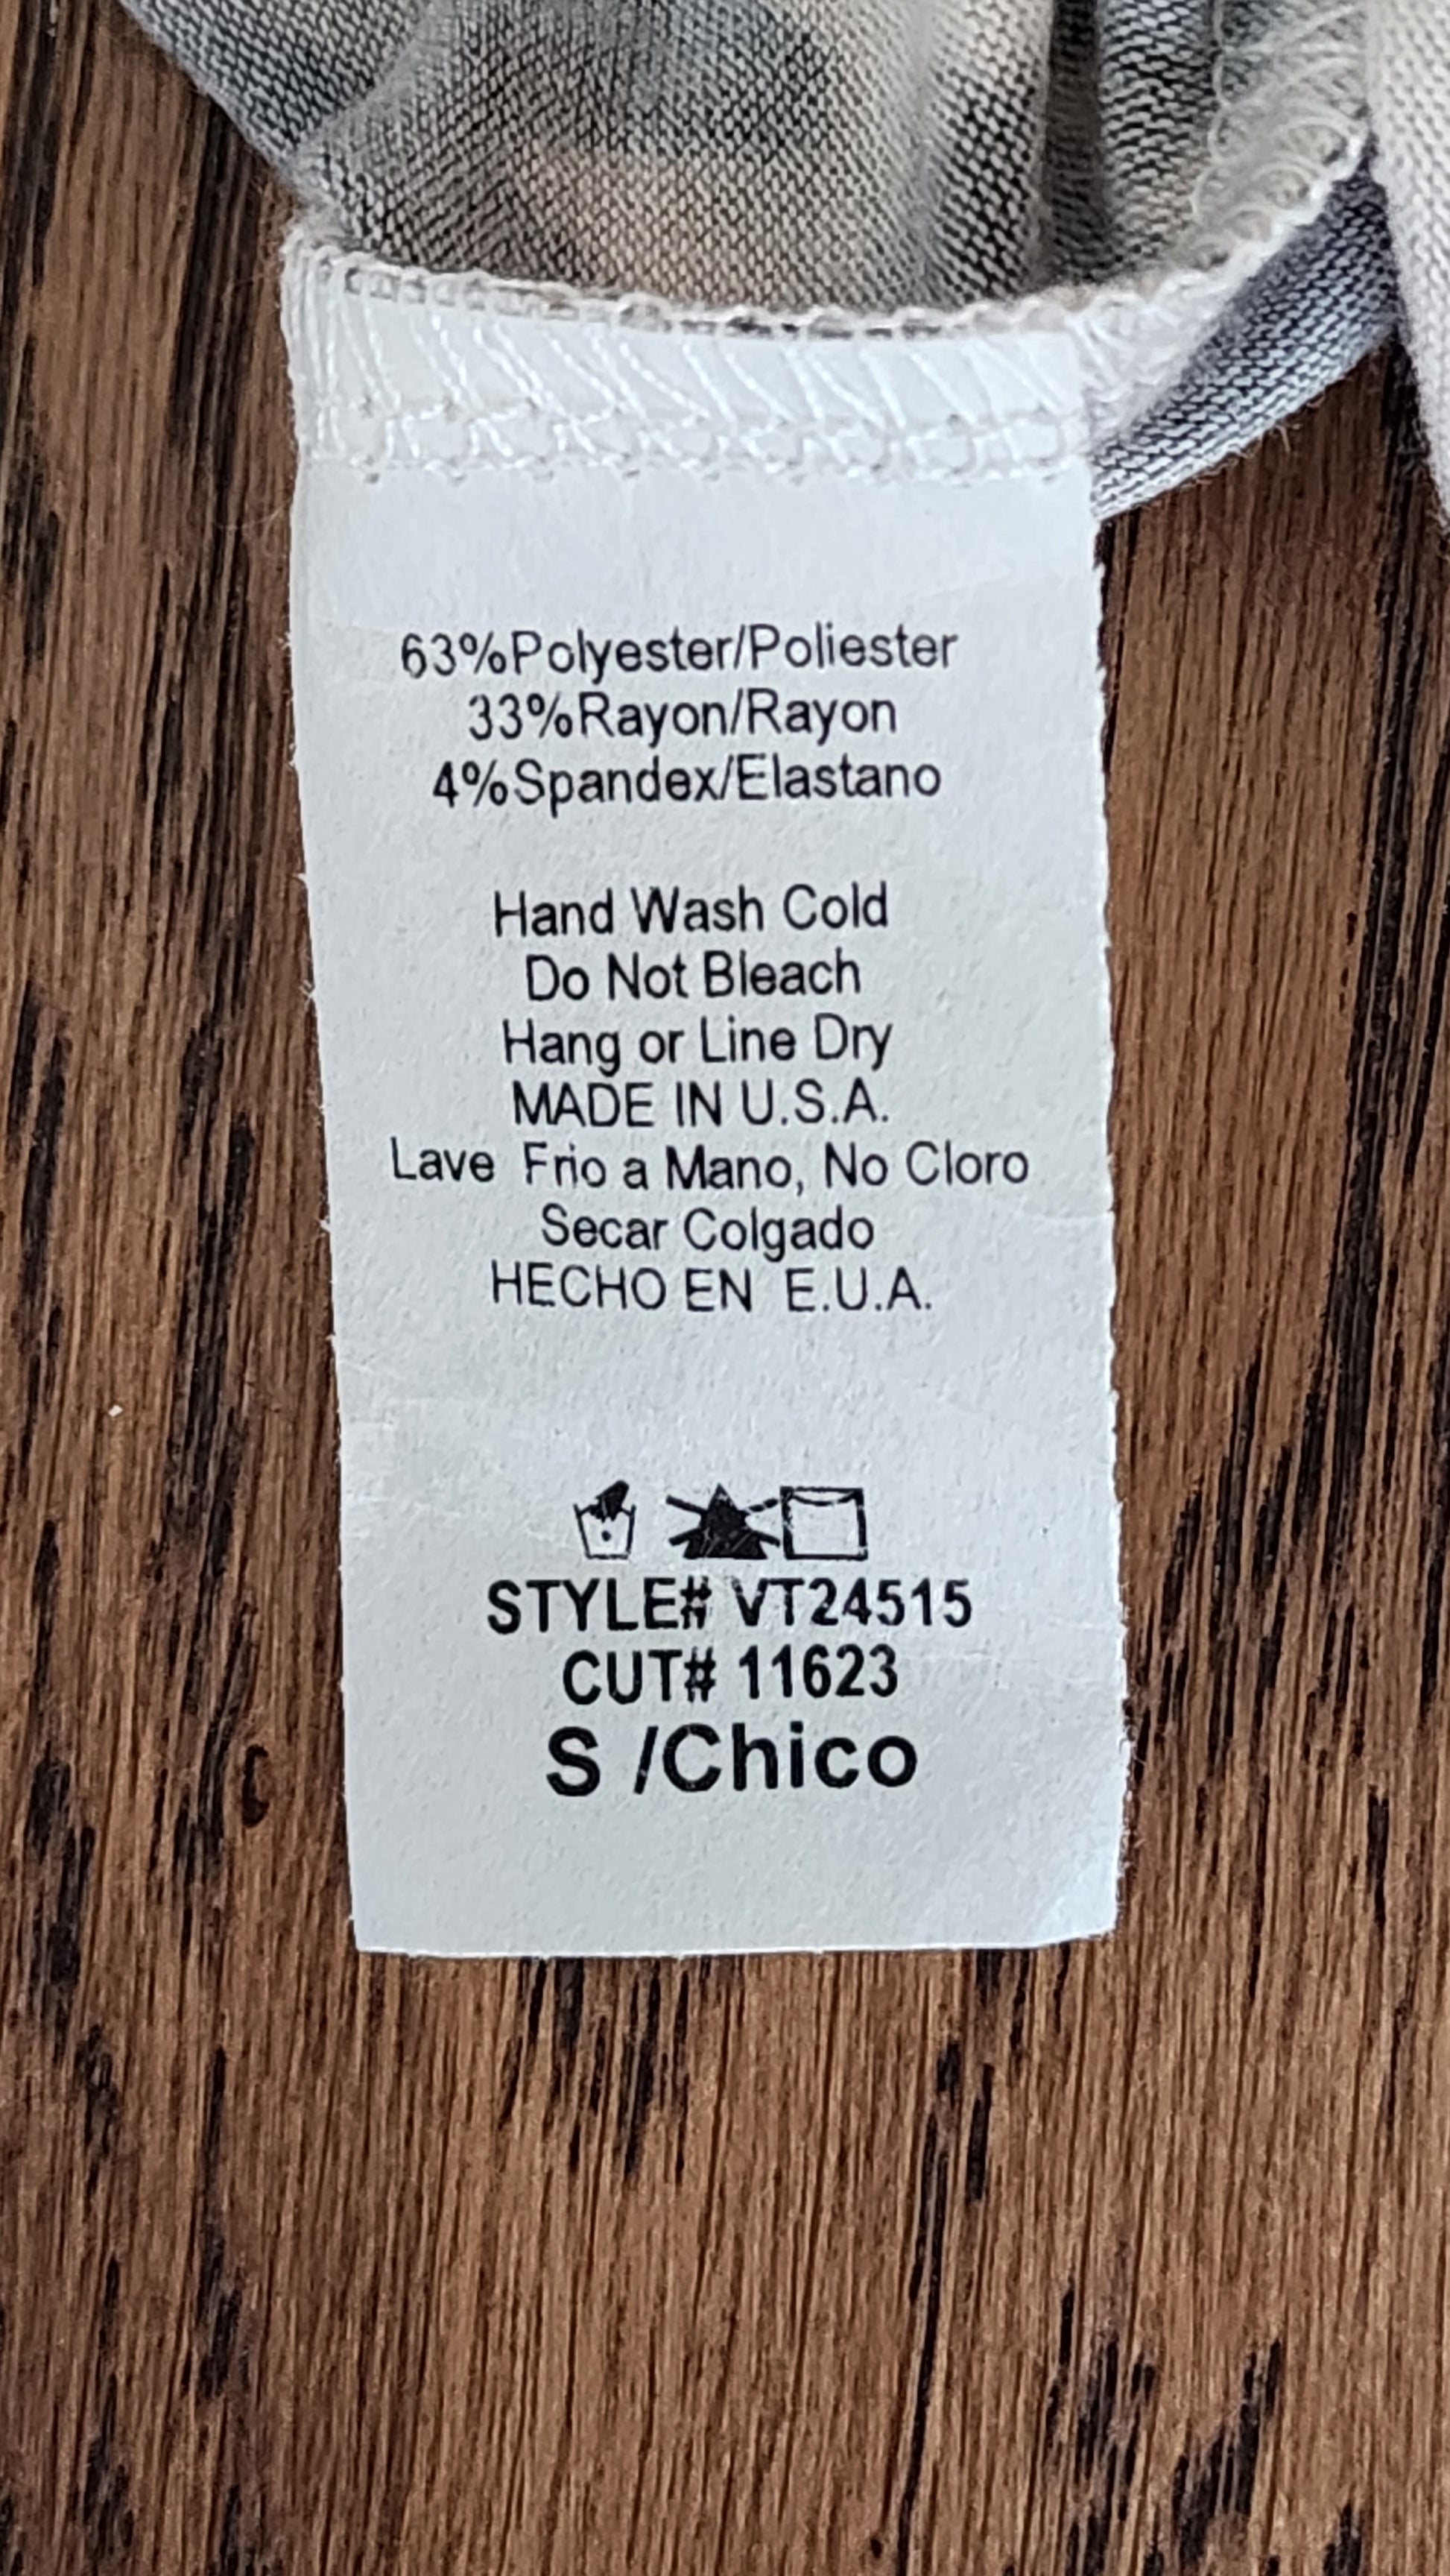 63%Polyester/Poliester
33%Rayon/Rayon
4%Spandex/Elastano
Hand Wash Cold
Do Not Bleach
Hang or Line Dry
MADE IN U.S.A.
Lave Frio a Mano, No Cloro
Secar Colgado
HECHO EN E.U.A.
STYLE# VT24515
CUT# 11623
S /Chico